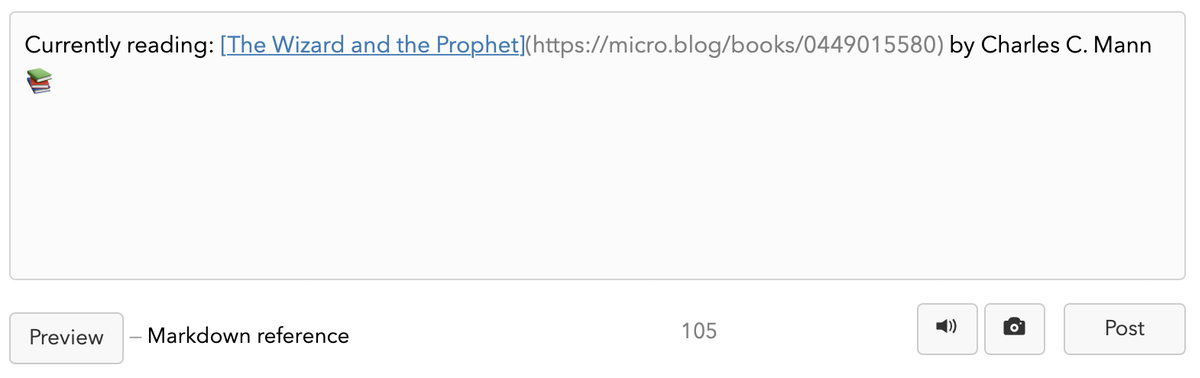 Currently reading: [The Wizard and the Prophet](https://micro.blog/books/0449015580) by Charles C. Mann
📚
Preview – Markdown reference 105 Post